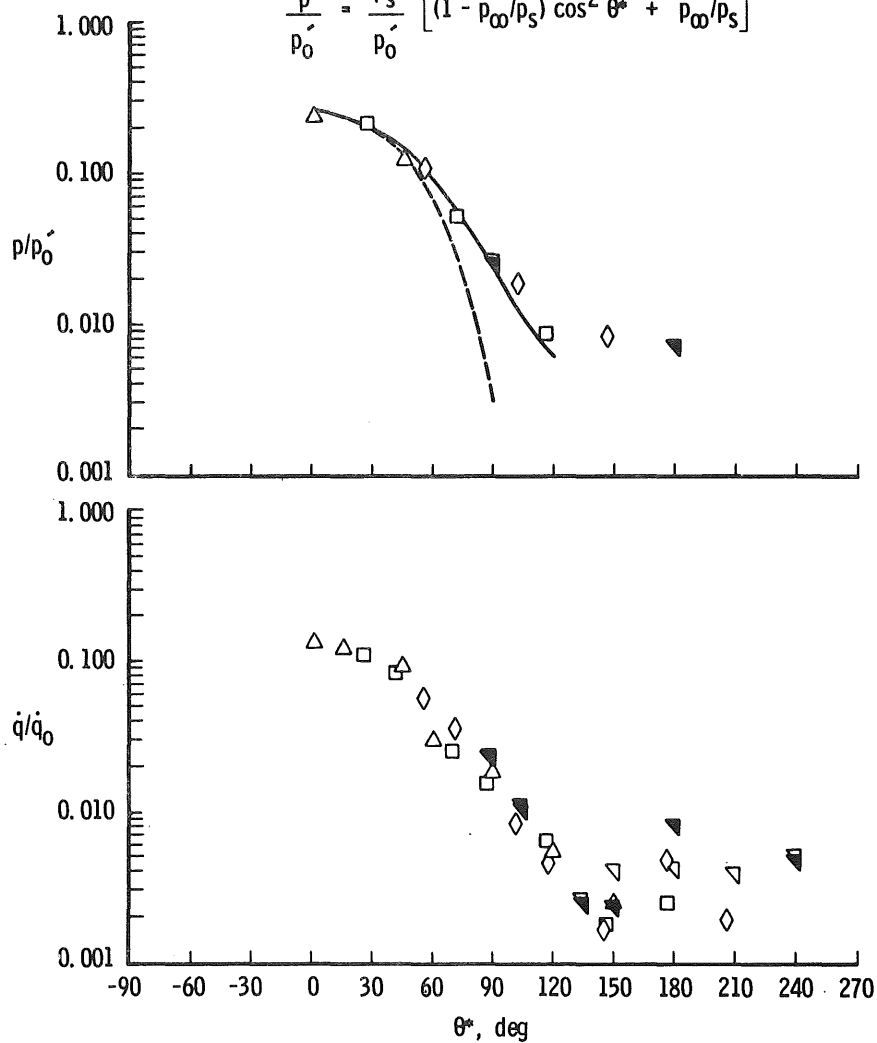 p/p₀′ = pₛ/p₀′ [(1 - p∞/pₛ) cos² θ* + p∞/pₛ]
1.000
0.100
p/p₀′
0.010
0.001
1.000
0.100
q̇/q̇₀
0.010
0.001
-90 -60 -30 0 30 60 90 120 150 180 210 240 270
θ*, deg